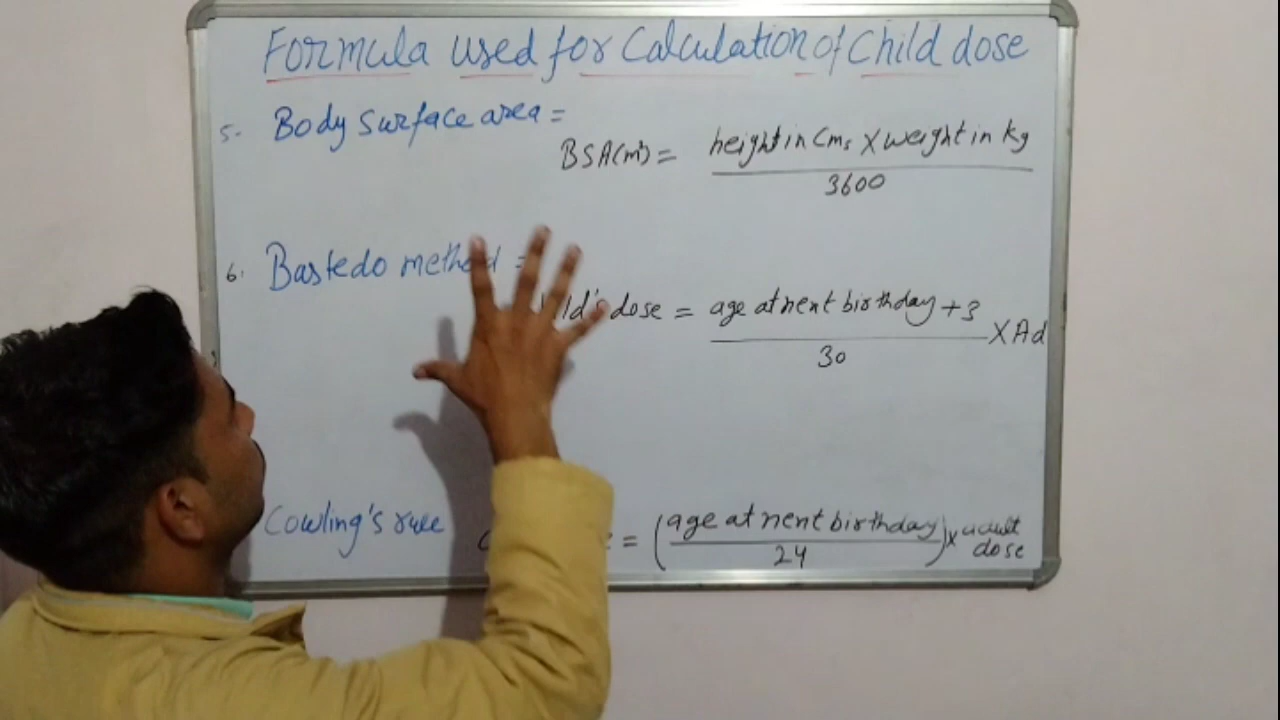 Formula used for Calculation of Child dose
5. Body surface area =
BSA(m²) = height in Cms X weight in kg
3600
6. Bastedo method =
dose = age at next birthday + 3 X Ad
30
Cowling's rule = (age at next birthday) x adult dose
24